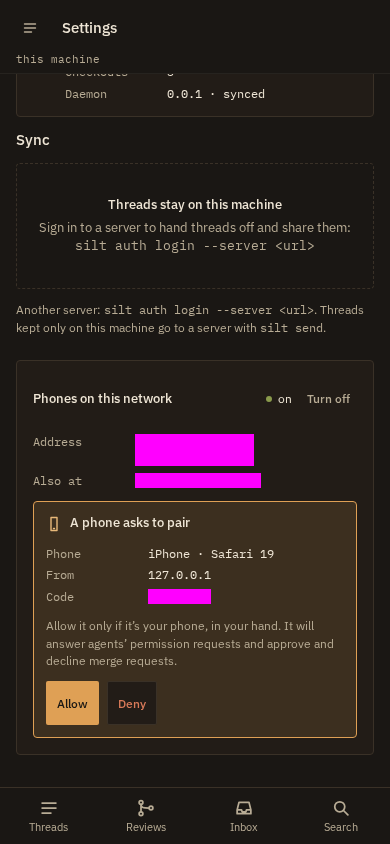 Settings
this machine
Daemon 0.0.1 · synced
Sync
Threads stay on this machine
Sign in to a server to hand threads off and share them:
silt auth login --server <url>
Another server: silt auth login --server <url>. Threads
kept only on this machine go to a server with silt send.
Phones on this network on Turn off
Address
Also at
A phone asks to pair
Phone iPhone · Safari 19
From 127.0.0.1
Code
Allow it only if it's your phone, in your hand. It will
answer agents' permission requests and approve and
decline merge requests.
Allow Deny
Threads Reviews Inbox Search